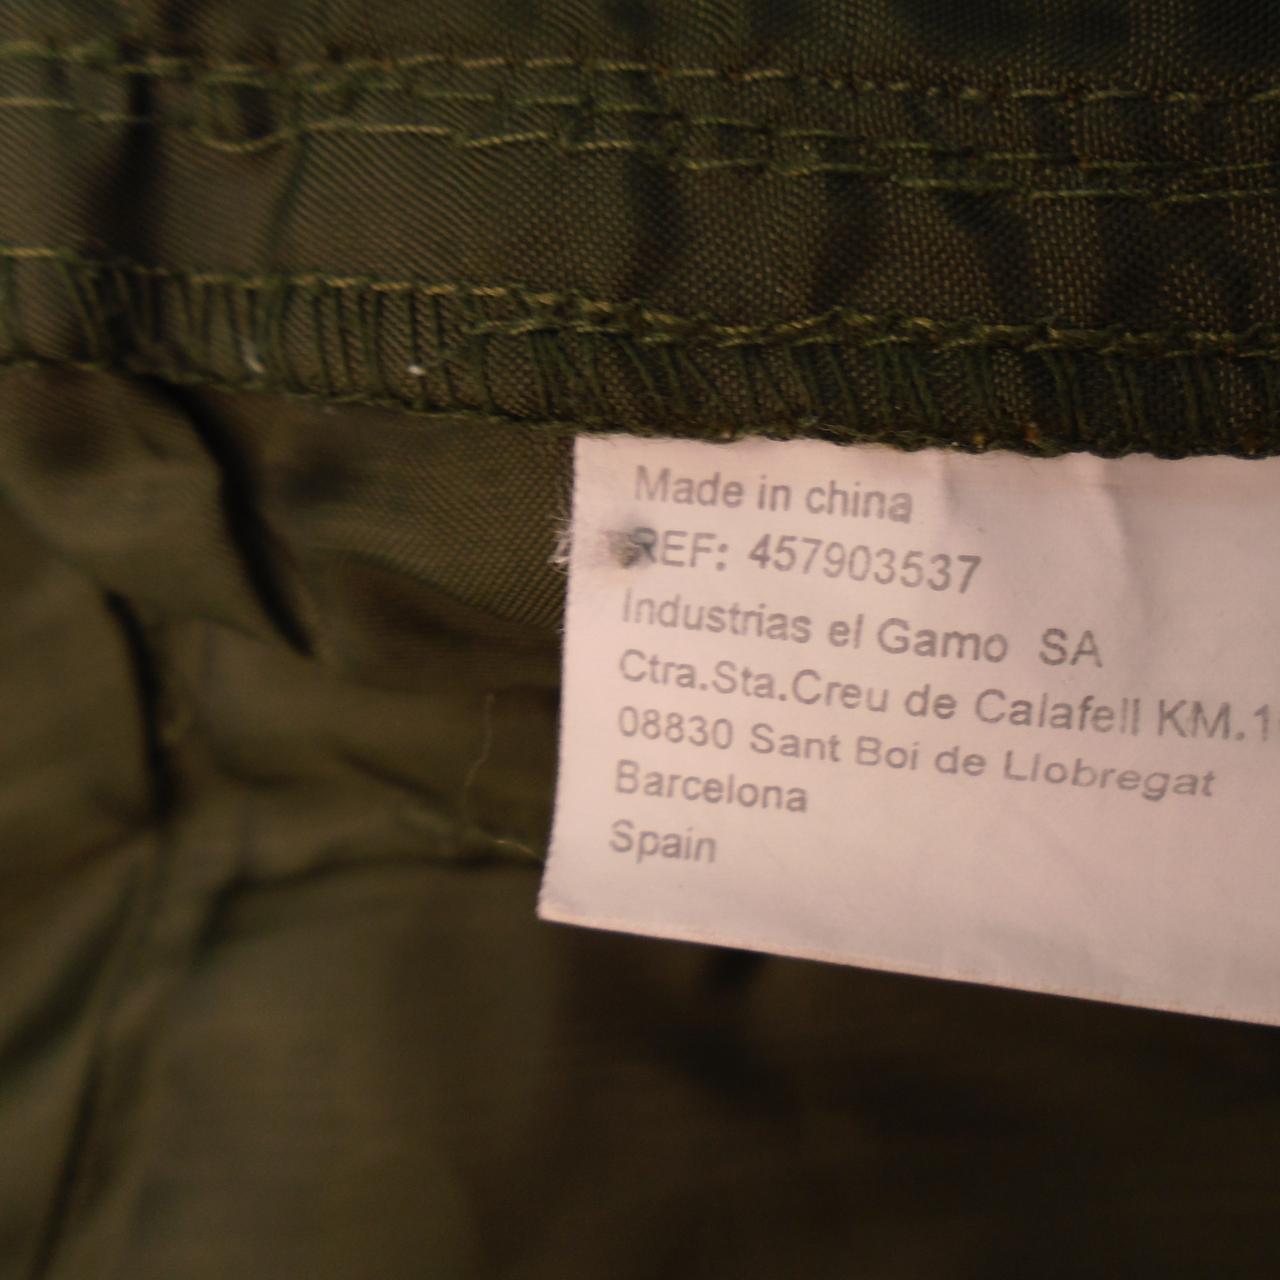 Made in china
REF: 457903537
Industrias el Gamo SA
Ctra.Sta.Creu de Calafell KM.1
08830 Sant Boi de Llobregat
Barcelona
Spain